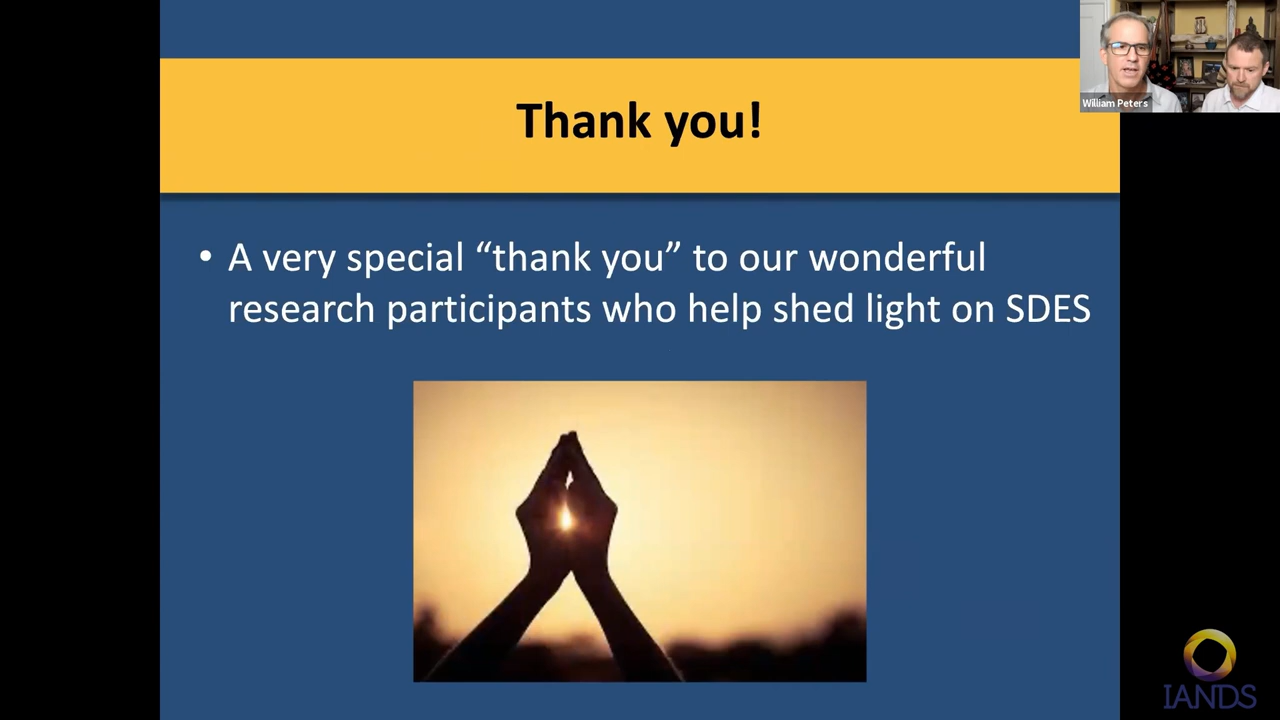 William Peters
Thank you!
• A very special “thank you” to our wonderful
research participants who help shed light on SDES
IANDS